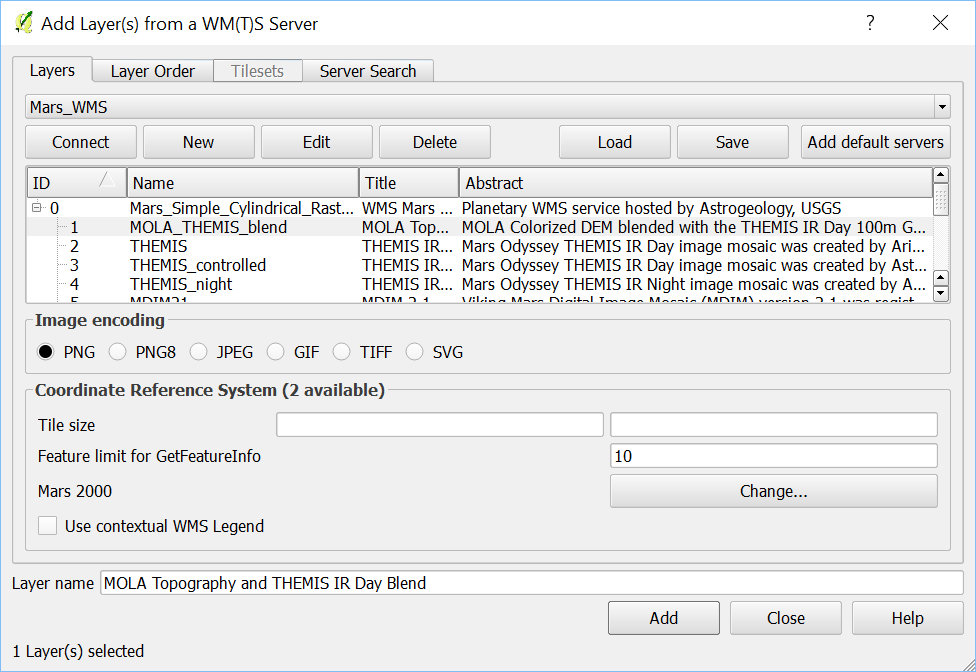 Add Layer(s) from a WM(T)S Server ?
Layers Layer Order Tilesets Server Search
Mars_WMS
Connect New Edit Delete Load Save Add default servers
ID Name Title Abstract
0 Mars_Simple_Cylindrical_Rast... WMS Mars ... Planetary WMS service hosted by Astrogeology, USGS
1 MOLA_THEMIS_blend MOLA Top... MOLA Colorized DEM blended with the THEMIS IR Day 100m G...
2 THEMIS THEMIS IR... Mars Odyssey THEMIS IR Day image mosaic was created by Ari...
3 THEMIS_controlled THEMIS IR... Mars Odyssey THEMIS IR Day image mosaic was created by Ast...
4 THEMIS_night THEMIS IR... Mars Odyssey THEMIS IR Night image mosaic was created by A...
5 MDIM21 MDIM 2.1 Viking Mars Digital Image Mosaic (MDIM) version 2.1 was regist...
Image encoding
PNG PNG8 JPEG GIF TIFF SVG
Coordinate Reference System (2 available)
Tile size
Feature limit for GetFeatureInfo 10
Mars 2000 Change...
Use contextual WMS Legend
Layer name MOLA Topography and THEMIS IR Day Blend
Add Close Help
1 Layer(s) selected